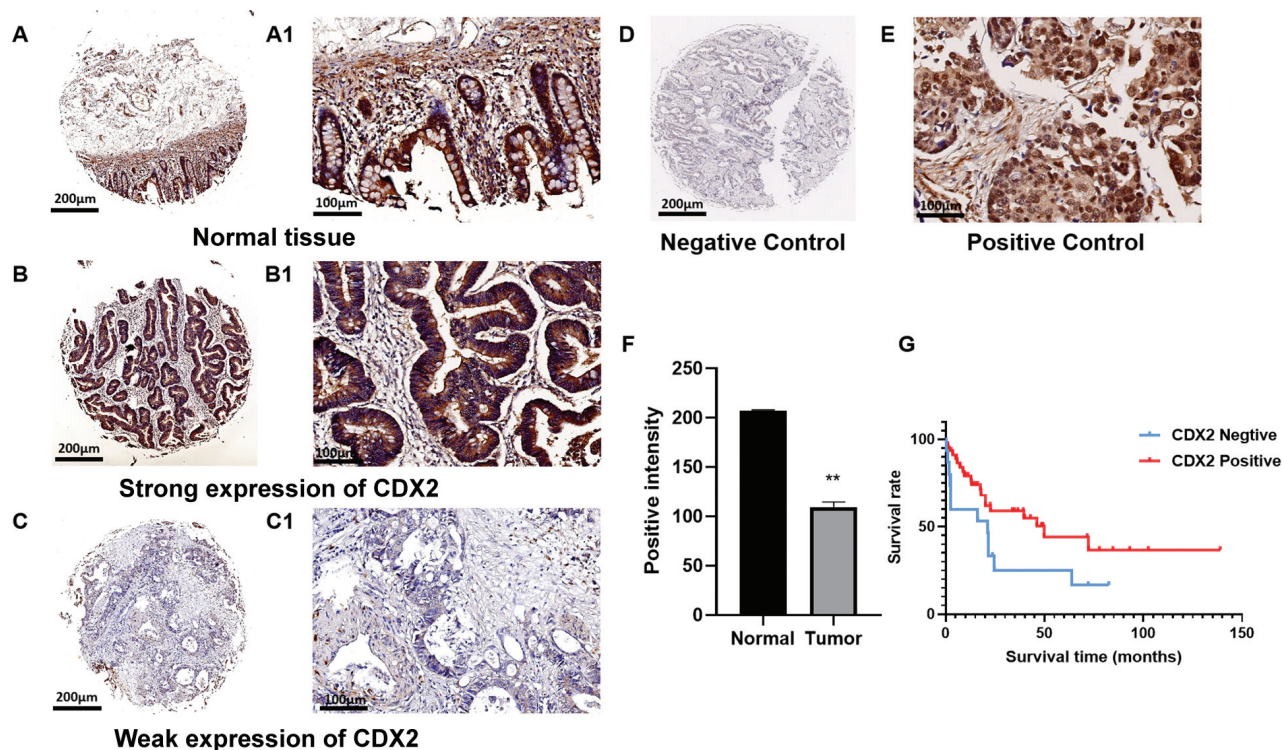 A
A1
200μm
100μm
Normal tissue
B
B1
200μm
100μm
Strong expression of CDX2
C
C1
200μm
100μm
Weak expression of CDX2
D
E
200μm
100μm
Negative Control
Positive Control
F
Positive intensity
250
200
150
100
50
0
**
Normal
Tumor
G
CDX2 Negtive
CDX2 Positive
Survival rate
100
50
0
0
50
100
150
Survival time (months)